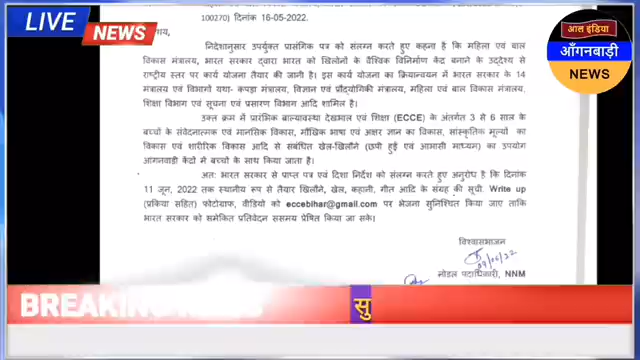 LIVE NEWS
आल इंडिया
आँगनबाड़ी
NEWS
100270) दिनांक 16-05-2022.
निदेशानुसार उपर्युक्त प्रासंगिक पत्र को संलग्न करते हुए कहना है कि महिला एवं बाल
विकास मंत्रालय, भारत सरकार द्वारा भारत को खिलौनों के वैश्विक विनिर्माण केंद्र बनाने के उद्देश्य से
राष्ट्रीय स्तर पर कार्य योजना तैयार की जानी है। इस कार्य योजना का क्रियान्वयन में भारत सरकार के 14
मंत्रालय एवं विभागों यथा- कपड़ा मंत्रालय, विज्ञान एवं प्रौद्योगिकी मंत्रालय, महिला एवं बाल विकास मंत्रालय,
शिक्षा विभाग एवं सूचना एवं प्रसारण विभाग आदि शामिल है।
उक्त क्रम में प्रारंभिक बाल्यावस्था देखभाल एवं शिक्षा (ECCE) के अंतर्गत 3 से 6 साल के
बच्चों के संवेदनात्मक एवं मानसिक विकास, मौखिक भाषा एवं अक्षर ज्ञान का विकास, सांस्कृतिक मूल्यों का
विकास एवं शारीरिक विकास आदि से संबंधित खेल-खिलौने (छपी हुई एवं आभासी माध्यम) का उपयोग
आंगनवाड़ी केंद्रों में बच्चों के साथ किया जाता है।
अतः भारत सरकार से प्राप्त पत्र एवं दिशा निर्देश को संलग्न करते हुए अनुरोध है कि दिनांक
11 जून, 2022 तक स्थानीय रूप से तैयार खिलौने, खेल, कहानी, गीत आदि के संग्रह की सूची, Write up
(प्रकिया सहित) फोटोग्राफ, वीडियो को eccebihar@gmail.com पर भेजना सुनिश्चित किया जाए ताकि
भारत सरकार को समेकित प्रतिवेदन ससमय प्रेषित किया जा सके।
विश्वासभाजन
नोडल पदाधिकारी, NNM
BREAKING
सु